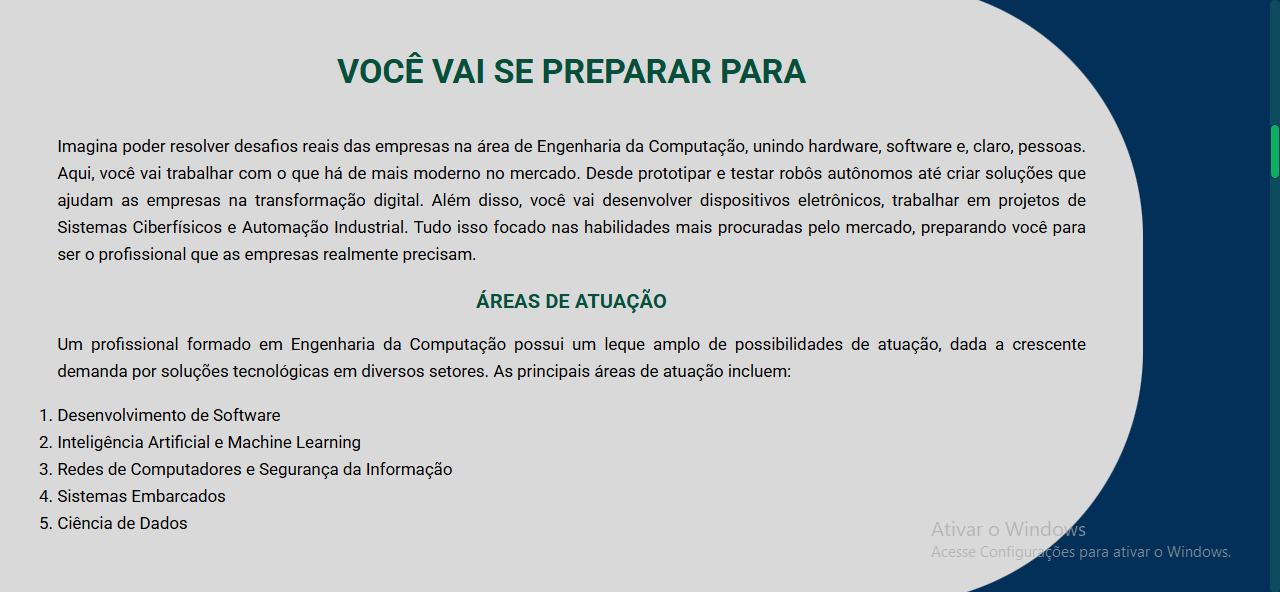 VOCÊ VAI SE PREPARAR PARA
Imagina poder resolver desafios reais das empresas na área de Engenharia da Computação, unindo hardware, software e, claro, pessoas.
Aqui, você vai trabalhar com o que há de mais moderno no mercado. Desde prototipar e testar robôs autônomos até criar soluções que
ajudam as empresas na transformação digital. Além disso, você vai desenvolver dispositivos eletrônicos, trabalhar em projetos de
Sistemas Ciberfísicos e Automação Industrial. Tudo isso focado nas habilidades mais procuradas pelo mercado, preparando você para
ser o profissional que as empresas realmente precisam.
ÁREAS DE ATUAÇÃO
Um profissional formado em Engenharia da Computação possui um leque amplo de possibilidades de atuação, dada a crescente
demanda por soluções tecnológicas em diversos setores. As principais áreas de atuação incluem:
1. Desenvolvimento de Software
2. Inteligência Artificial e Machine Learning
3. Redes de Computadores e Segurança da Informação
4. Sistemas Embarcados
5. Ciência de Dados
Ativar o Windows
Acesse Configurações para ativar o Windows.